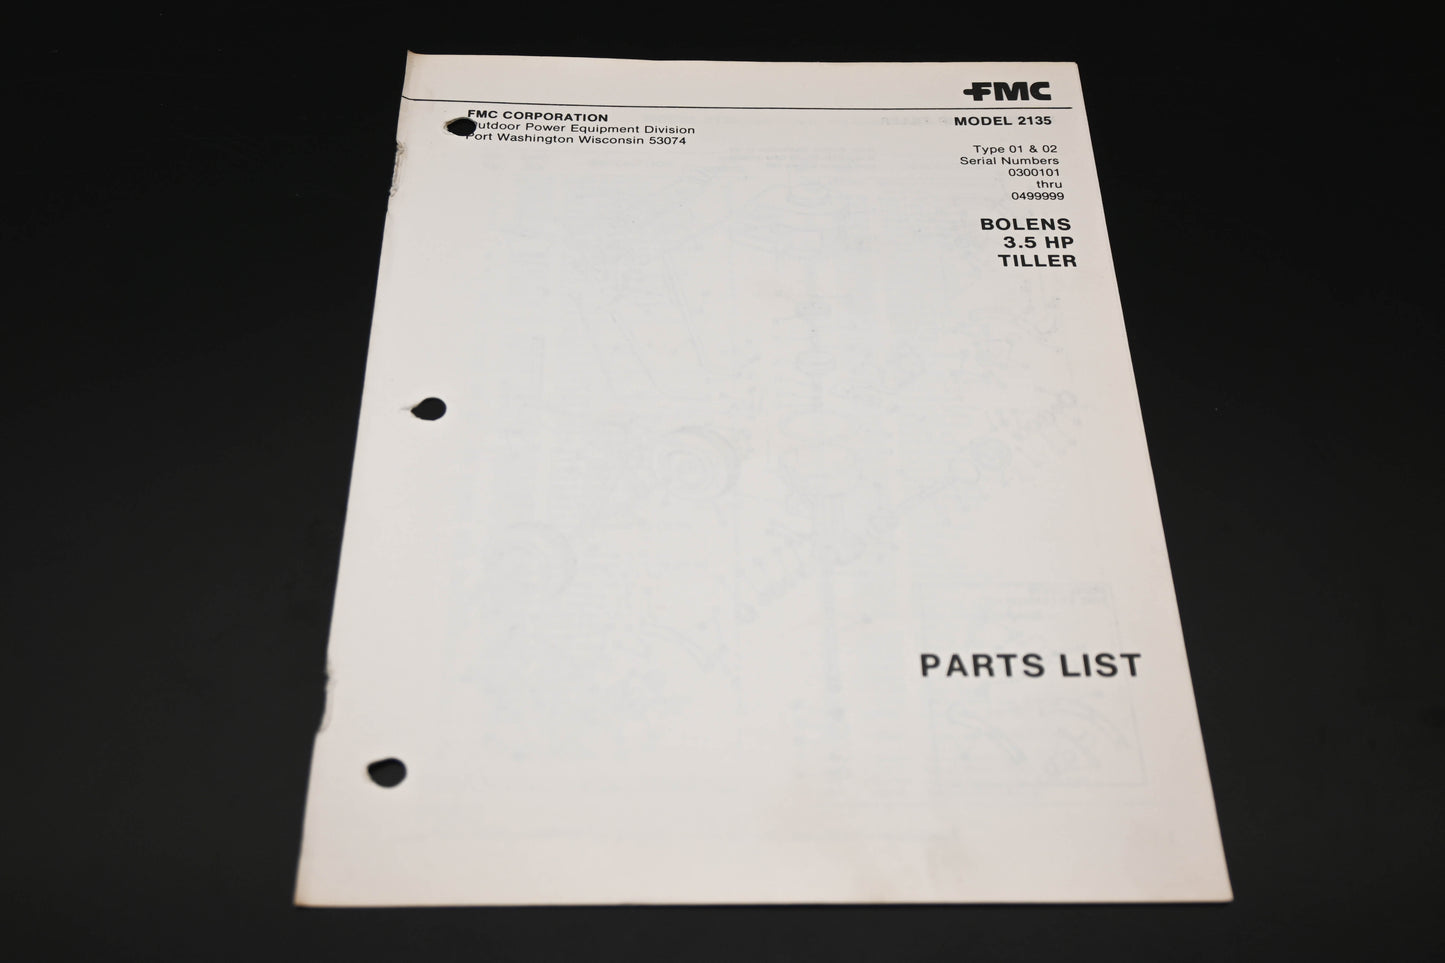 FMC
FMC CORPORATION
Outdoor Power Equipment Division
Port Washington Wisconsin 53074
MODEL 2135
Type 01 & 02
Serial Numbers
0300101
thru
0499999
BOLENS
3.5 HP
TILLER
PARTS LIST